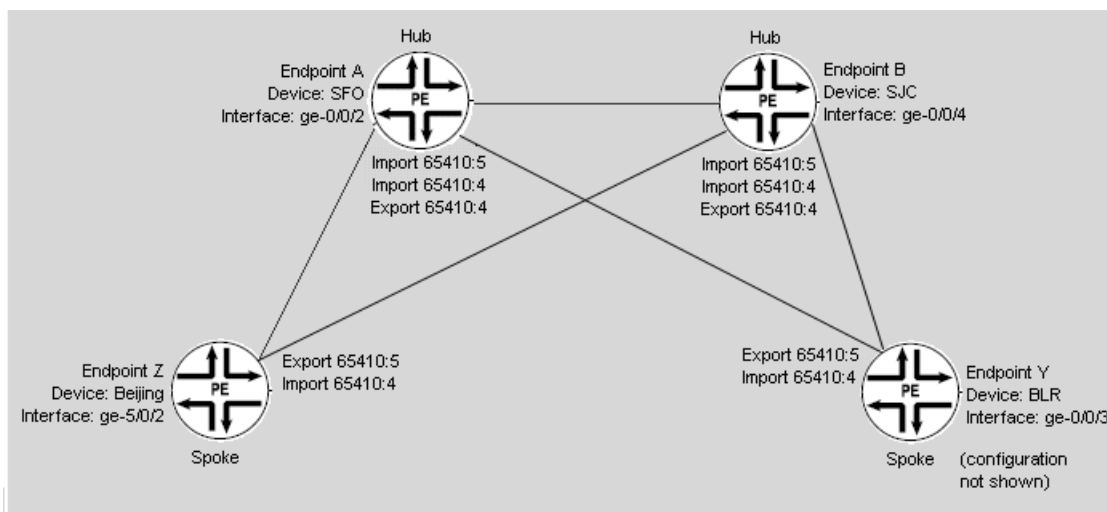 Hub
Endpoint A
Device: SFO
Interface: ge-0/0/2
PE
Import 65410:5
Import 65410:4
Export 65410:4
Hub
Endpoint B
Device: SJC
Interface: ge-0/0/4
PE
Import 65410:5
Import 65410:4
Export 65410:4
Endpoint Z
Device: Beijing
Interface: ge-5/0/2
PE
Export 65410:5
Import 65410:4
Spoke
Export 65410:5
Import 65410:4
PE
Endpoint Y
Device: BLR
Interface: ge-0/0/3
Spoke
(configuration
not shown)